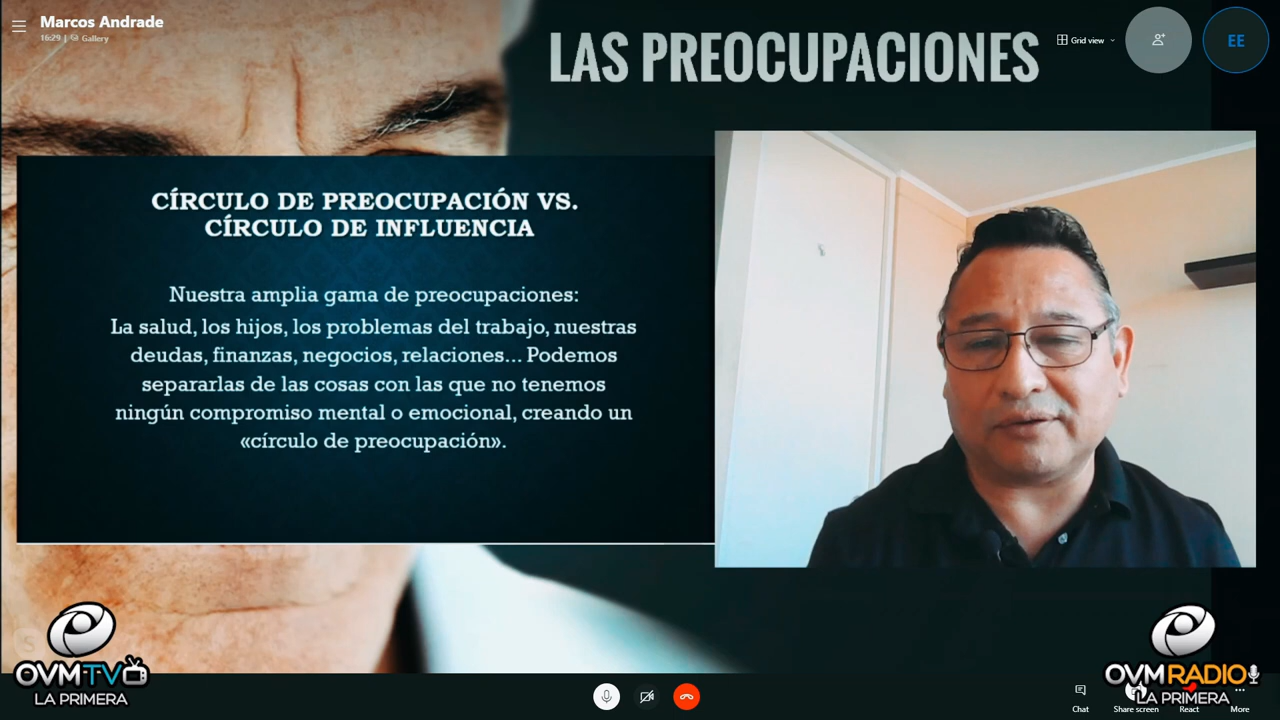 Marcos Andrade
16:29 | Gallery
LAS PREOCUPACIONES
Grid view
EE
CÍRCULO DE PREOCUPACIÓN VS.
CÍRCULO DE INFLUENCIA
Nuestra amplia gama de preocupaciones:
La salud, los hijos, los problemas del trabajo, nuestras
deudas, finanzas, negocios, relaciones... Podemos
separarlas de las cosas con las que no tenemos
ningún compromiso mental o emocional, creando un
«círculo de preocupación».
OVM-TV
LA PRIMERA
OVMRADIO
LA PRIMERA
Chat
Share screen
React
More